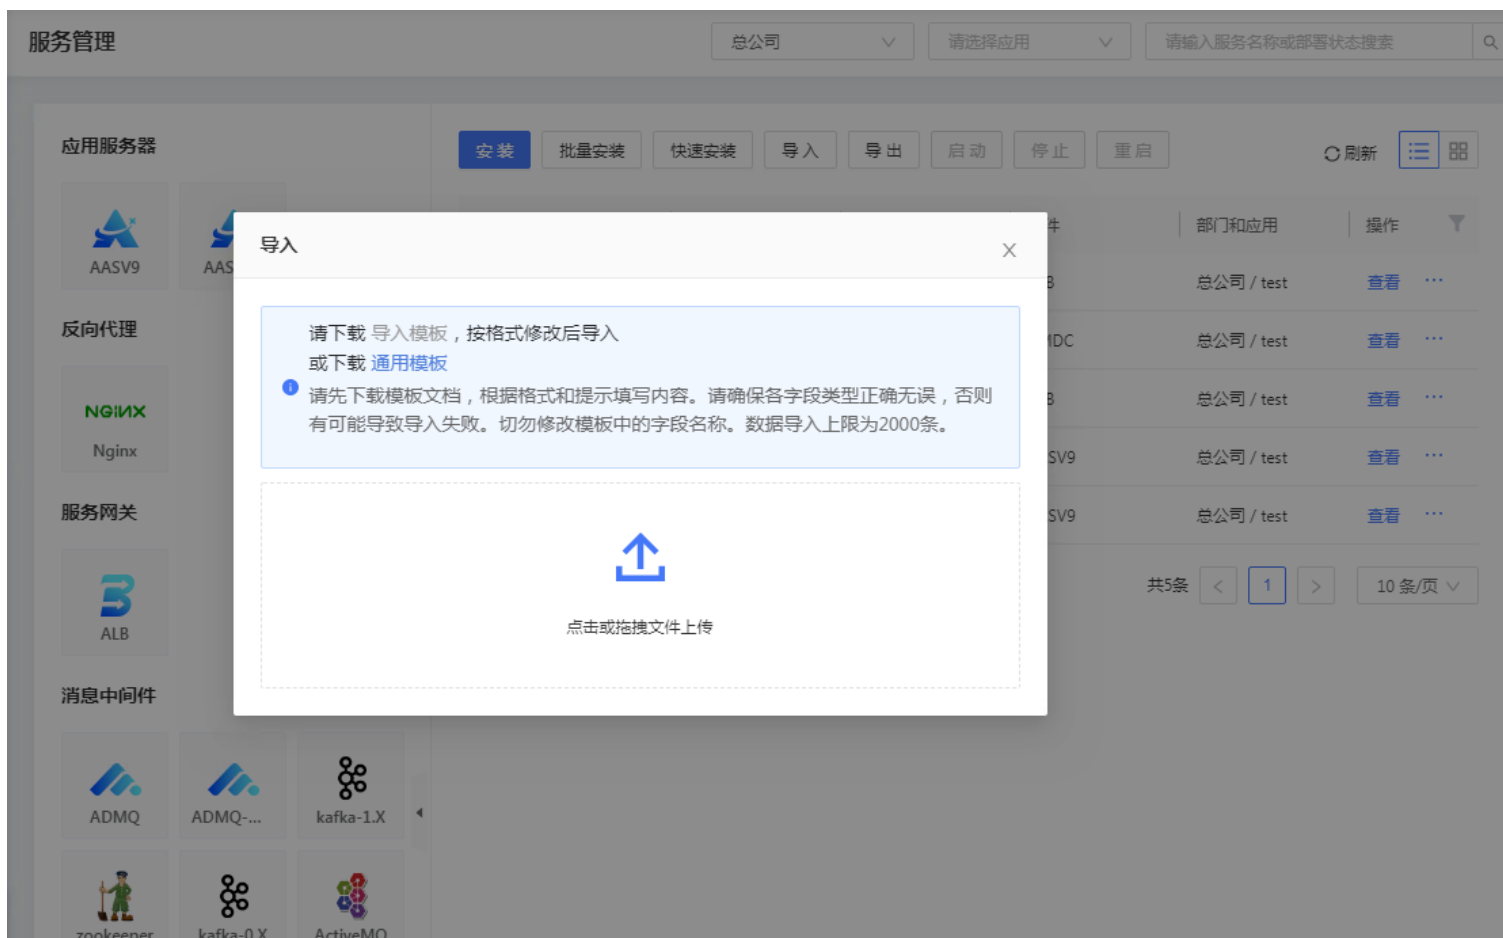 服务管理
总公司
请选择应用
请输入服务名称或部署状态搜索
应用服务器
安装
批量安装
快速安装
导入
导出
启动
停止
重启
刷新
AASV9
AAS
件
部门和应用
操作
B
总公司 / test
查看
···
反向代理
MDC
总公司 / test
查看
···
NGINX
Nginx
B
总公司 / test
查看
···
SV9
总公司 / test
查看
···
服务网关
SV9
总公司 / test
查看
···
共5条
<
1
>
10 条/页
ALB
导入
X
请下载 导入模板，按格式修改后导入
或下载 通用模板
请先下载模板文档，根据格式和提示填写内容。请确保各字段类型正确无误，否则
有可能导致导入失败。切勿修改模板中的字段名称。数据导入上限为2000条。
点击或拖拽文件上传
消息中间件
ADMQ
ADMQ-...
kafka-1.X
zookeeper
kafka-0.X
ActiveMQ